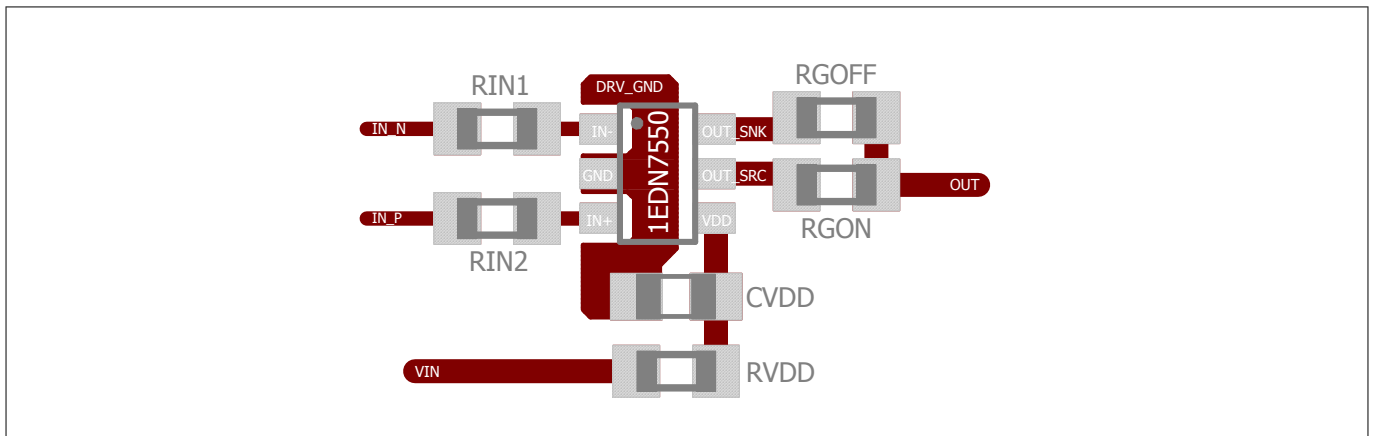 RGOFF
RIN1
DRV_GND
IN_N
IN-
1EDN7550
OUT_SNK
GND
OUT_SRC
OUT
IN_P
IN+
VDD
RGON
RIN2
CVDD
VIN
RVDD